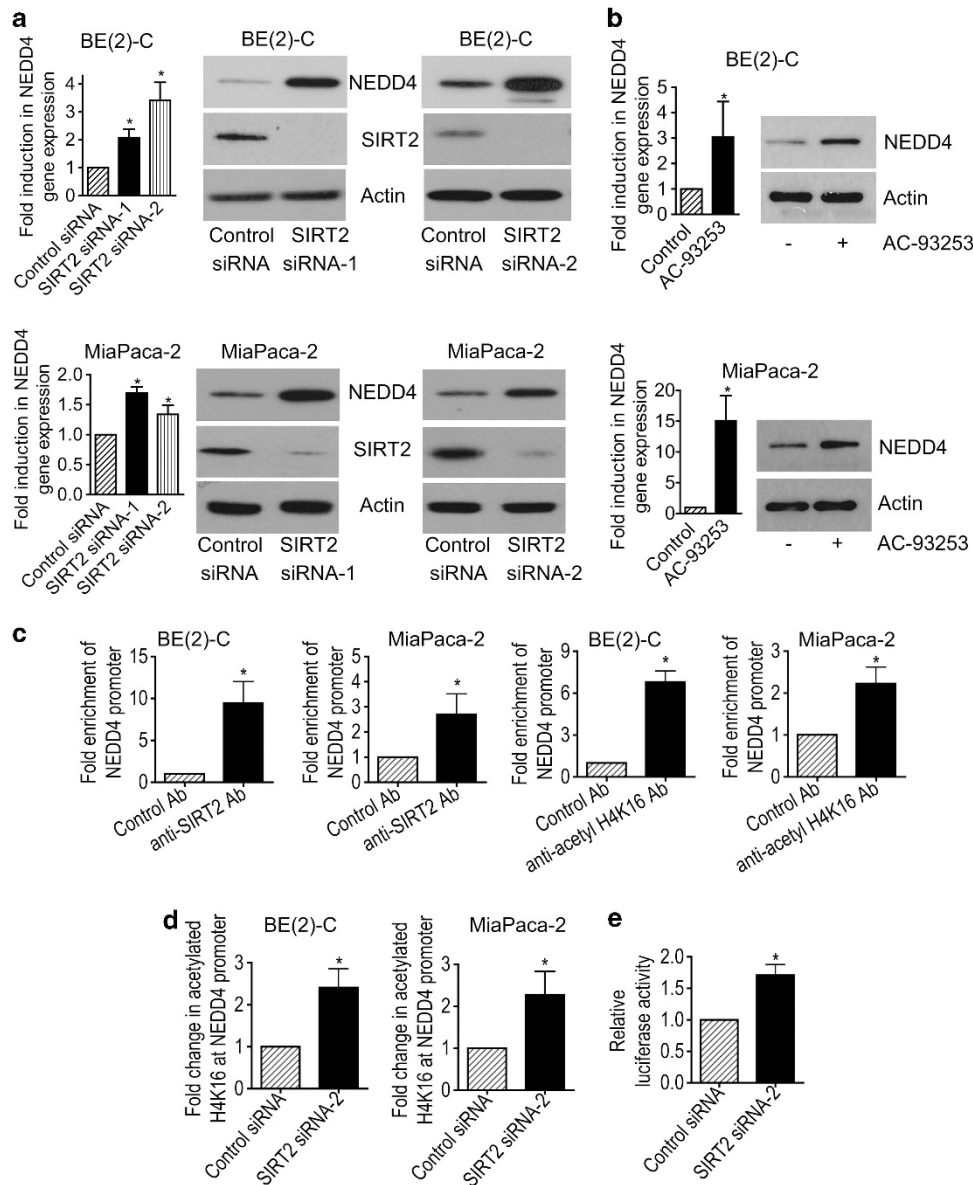 a
BE(2)-C
Fold induction in NEDD4
gene expression
4
3
2
1
0
*
*
Control siRNA
SIRT2 siRNA-1
SIRT2 siRNA-2
BE(2)-C
BE(2)-C
NEDD4
SIRT2
Actin
Control
siRNA
SIRT2
siRNA-1
Control
siRNA
SIRT2
siRNA-2
MiaPaca-2
Fold induction in NEDD4
gene expression
2.0
1.5
1.0
0.5
0.0
*
*
Control siRNA
SIRT2 siRNA-1
SIRT2 siRNA-2
MiaPaca-2
MiaPaca-2
NEDD4
SIRT2
Actin
Control
siRNA
SIRT2
siRNA-1
Control
siRNA
SIRT2
siRNA-2
b
BE(2)-C
Fold induction in NEDD4
gene expression
5
4
3
2
1
0
*
Control
AC-93253
NEDD4
Actin
- + AC-93253
MiaPaca-2
Fold induction in NEDD4
gene expression
20
15
10
5
0
*
Control
AC-93253
NEDD4
Actin
- + AC-93253
c
BE(2)-C
Fold enrichment of
NEDD4 promoter
15
10
5
0
*
Control Ab
anti-SIRT2 Ab
MiaPaca-2
Fold enrichment of
NEDD4 promoter
5
4
3
2
1
0
*
Control Ab
anti-SIRT2 Ab
BE(2)-C
Fold enrichment of
NEDD4 promoter
9
6
3
0
*
Control Ab
anti-acetyl H4K16 Ab
MiaPaca-2
Fold enrichment of
NEDD4 promoter
3
2
1
0
*
Control Ab
anti-acetyl H4K16 Ab
d
BE(2)-C
Fold change in acetylated
H4K16 at NEDD4 promoter
3
2
1
0
*
Control siRNA
SIRT2 siRNA-2
MiaPaca-2
Fold change in acetylated
H4K16 at NEDD4 promoter
3
2
1
0
*
Control siRNA
SIRT2 siRNA-2
e
Relative
luciferase activity
2.0
1.5
1.0
0.5
0.0
*
Control siRNA
SIRT2 siRNA-2